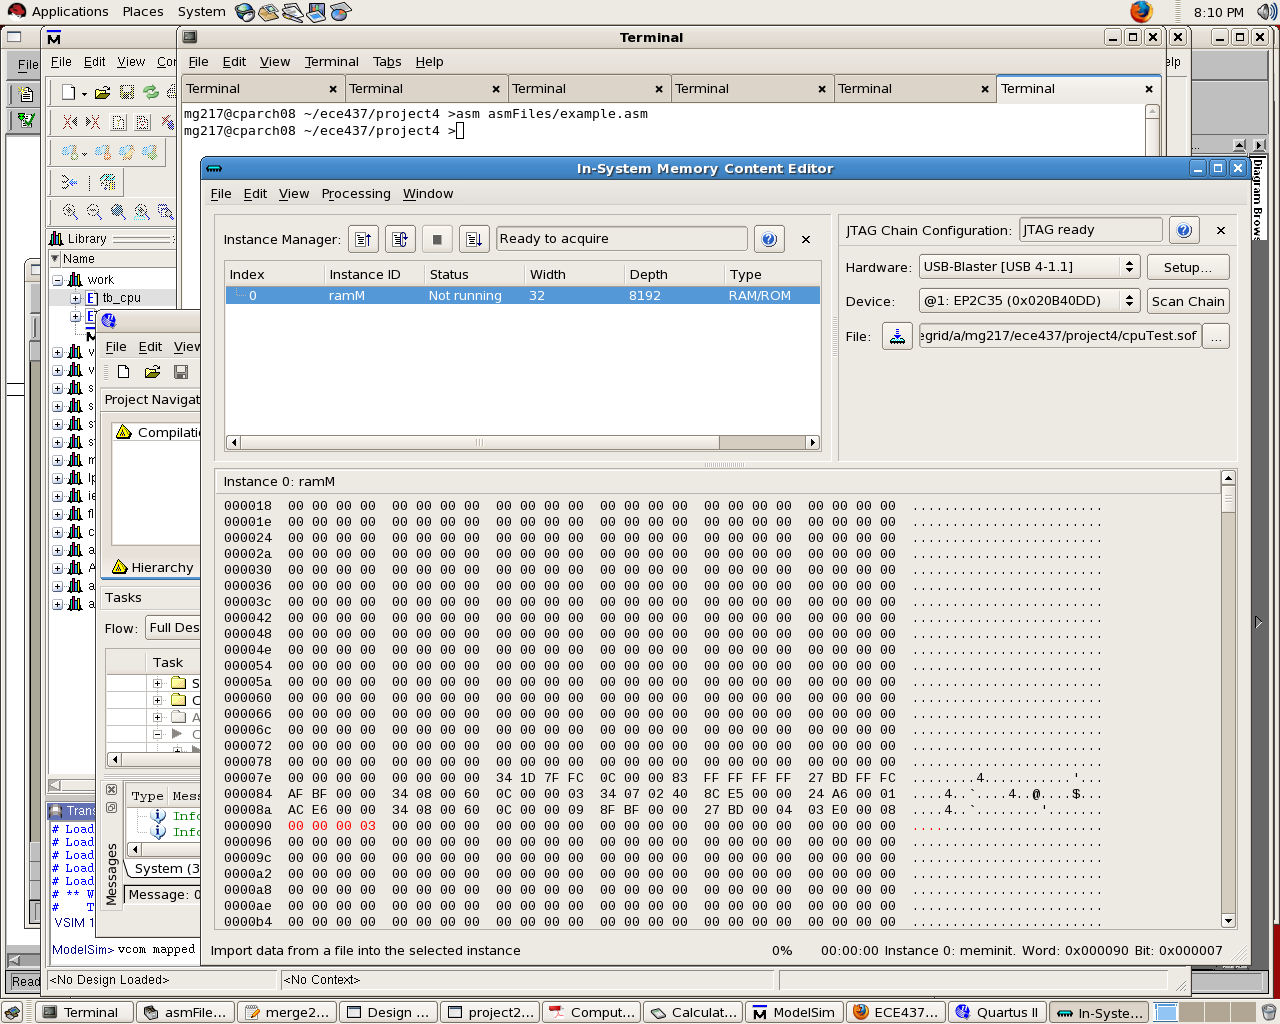 Applications Places System 8:10 PM
Terminal
File Edit View Terminal Tabs Help
Terminal Terminal Terminal Terminal Terminal Terminal
mg217@cparch08 ~/ece437/project4 >asm asmFiles/example.asm
mg217@cparch08 ~/ece437/project4 >
File
File Edit View Co
elp
Library
Name
work
tb_cpu
File Edit View
Project Navigat
Compilatio
Hierarchy
Tasks
Flow: Full Des
Task
Type Mess
Info
Info
System (3
Message: 0
Messages
Trans
# Load
# Load
# Load
# Load
# Load
# ** W
# T
VSIM 1
ModelSim> vcom mapped
<No Design Loaded> <No Context>
Read
Diagram Brows
In-System Memory Content Editor
File Edit View Processing Window
Instance Manager: Ready to acquire
Index Instance ID Status Width Depth Type
0 ramM Not running 32 8192 RAM/ROM
JTAG Chain Configuration: JTAG ready
Hardware: USB-Blaster [USB 4-1.1] Setup...
Device: @1: EP2C35 (0x020B40DD) Scan Chain
File: egrid/a/mg217/ece437/project4/cpuTest.sof ...
Instance 0: ramM
000018 00 00 00 00 00 00 00 00 00 00 00 00 00 00 00 00 00 00 00 00 00 00 00 00 ........................
00001e 00 00 00 00 00 00 00 00 00 00 00 00 00 00 00 00 00 00 00 00 00 00 00 00 ........................
000024 00 00 00 00 00 00 00 00 00 00 00 00 00 00 00 00 00 00 00 00 00 00 00 00 ........................
00002a 00 00 00 00 00 00 00 00 00 00 00 00 00 00 00 00 00 00 00 00 00 00 00 00 ........................
000030 00 00 00 00 00 00 00 00 00 00 00 00 00 00 00 00 00 00 00 00 00 00 00 00 ........................
000036 00 00 00 00 00 00 00 00 00 00 00 00 00 00 00 00 00 00 00 00 00 00 00 00 ........................
00003c 00 00 00 00 00 00 00 00 00 00 00 00 00 00 00 00 00 00 00 00 00 00 00 00 ........................
000042 00 00 00 00 00 00 00 00 00 00 00 00 00 00 00 00 00 00 00 00 00 00 00 00 ........................
000048 00 00 00 00 00 00 00 00 00 00 00 00 00 00 00 00 00 00 00 00 00 00 00 00 ........................
00004e 00 00 00 00 00 00 00 00 00 00 00 00 00 00 00 00 00 00 00 00 00 00 00 00 ........................
000054 00 00 00 00 00 00 00 00 00 00 00 00 00 00 00 00 00 00 00 00 00 00 00 00 ........................
00005a 00 00 00 00 00 00 00 00 00 00 00 00 00 00 00 00 00 00 00 00 00 00 00 00 ........................
000060 00 00 00 00 00 00 00 00 00 00 00 00 00 00 00 00 00 00 00 00 00 00 00 00 ........................
000066 00 00 00 00 00 00 00 00 00 00 00 00 00 00 00 00 00 00 00 00 00 00 00 00 ........................
00006c 00 00 00 00 00 00 00 00 00 00 00 00 00 00 00 00 00 00 00 00 00 00 00 00 ........................
000072 00 00 00 00 00 00 00 00 00 00 00 00 00 00 00 00 00 00 00 00 00 00 00 00 ........................
000078 00 00 00 00 00 00 00 00 00 00 00 00 00 00 00 00 00 00 00 00 00 00 00 00 ........................
00007e 00 00 00 00 00 00 00 00 34 1D 7F FC 0C 00 00 83 FF FF FF FF 27 BD FF FC ........4...........'...
000084 AF BF 00 00 34 08 00 60 0C 00 00 03 34 07 02 40 8C E5 00 00 24 A6 00 01 ....4..`....4..@....$...
00008a AC E6 00 00 34 08 00 60 0C 00 00 09 8F BF 00 00 27 BD 00 04 03 E0 00 08 ....4..`........'.......
000090 00 00 00 03 00 00 00 00 00 00 00 00 00 00 00 00 00 00 00 00 00 00 00 00 ........................
000096 00 00 00 00 00 00 00 00 00 00 00 00 00 00 00 00 00 00 00 00 00 00 00 00 ........................
00009c 00 00 00 00 00 00 00 00 00 00 00 00 00 00 00 00 00 00 00 00 00 00 00 00 ........................
0000a2 00 00 00 00 00 00 00 00 00 00 00 00 00 00 00 00 00 00 00 00 00 00 00 00 ........................
0000a8 00 00 00 00 00 00 00 00 00 00 00 00 00 00 00 00 00 00 00 00 00 00 00 00 ........................
0000ae 00 00 00 00 00 00 00 00 00 00 00 00 00 00 00 00 00 00 00 00 00 00 00 00 ........................
0000b4 00 00 00 00 00 00 00 00 00 00 00 00 00 00 00 00 00 00 00 00 00 00 00 00 ........................
Import data from a file into the selected instance 0% 00:00:00 Instance 0: meminit. Word: 0x000090 Bit: 0x000007
Terminal asmFile... merge2... Design ... project2... Comput... Calculat... ModelSim ECE437... Quartus II In-Syste...